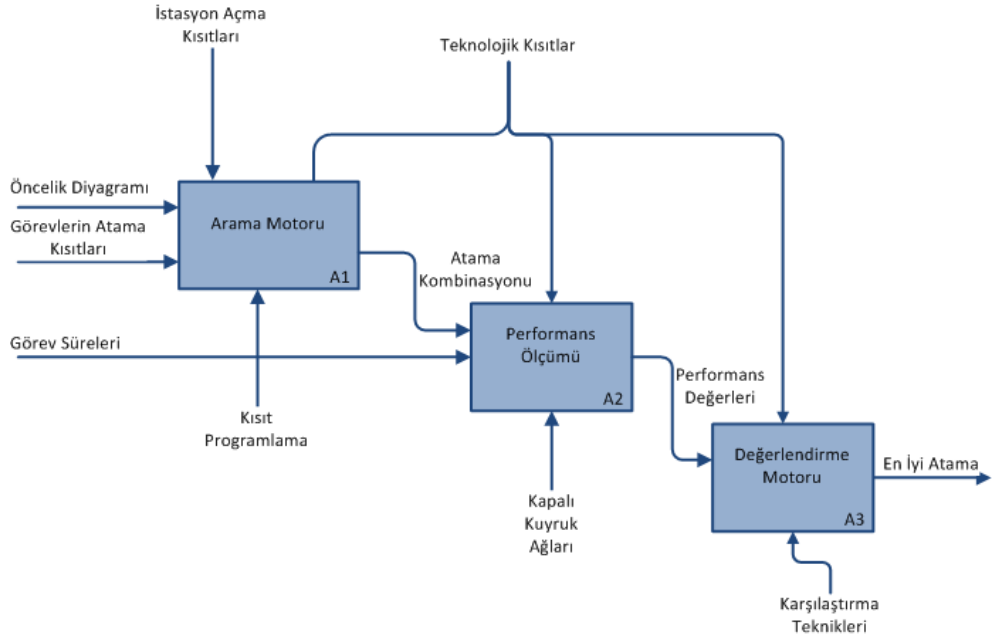 İstasyon Açma
Kısıtları
Teknolojik Kısıtlar
Öncelik Diyagramı
Arama Motoru
Görevlerin Atama
Kısıtları
A1
Atama
Kombinasyonu
Görev Süreleri
Performans
Ölçümü
A2
Performans
Değerleri
Kısıt
Programlama
Değerlendirme
Motoru
A3
En İyi Atama
Kapalı
Kuyruk
Ağları
Karşılaştırma
Teknikleri